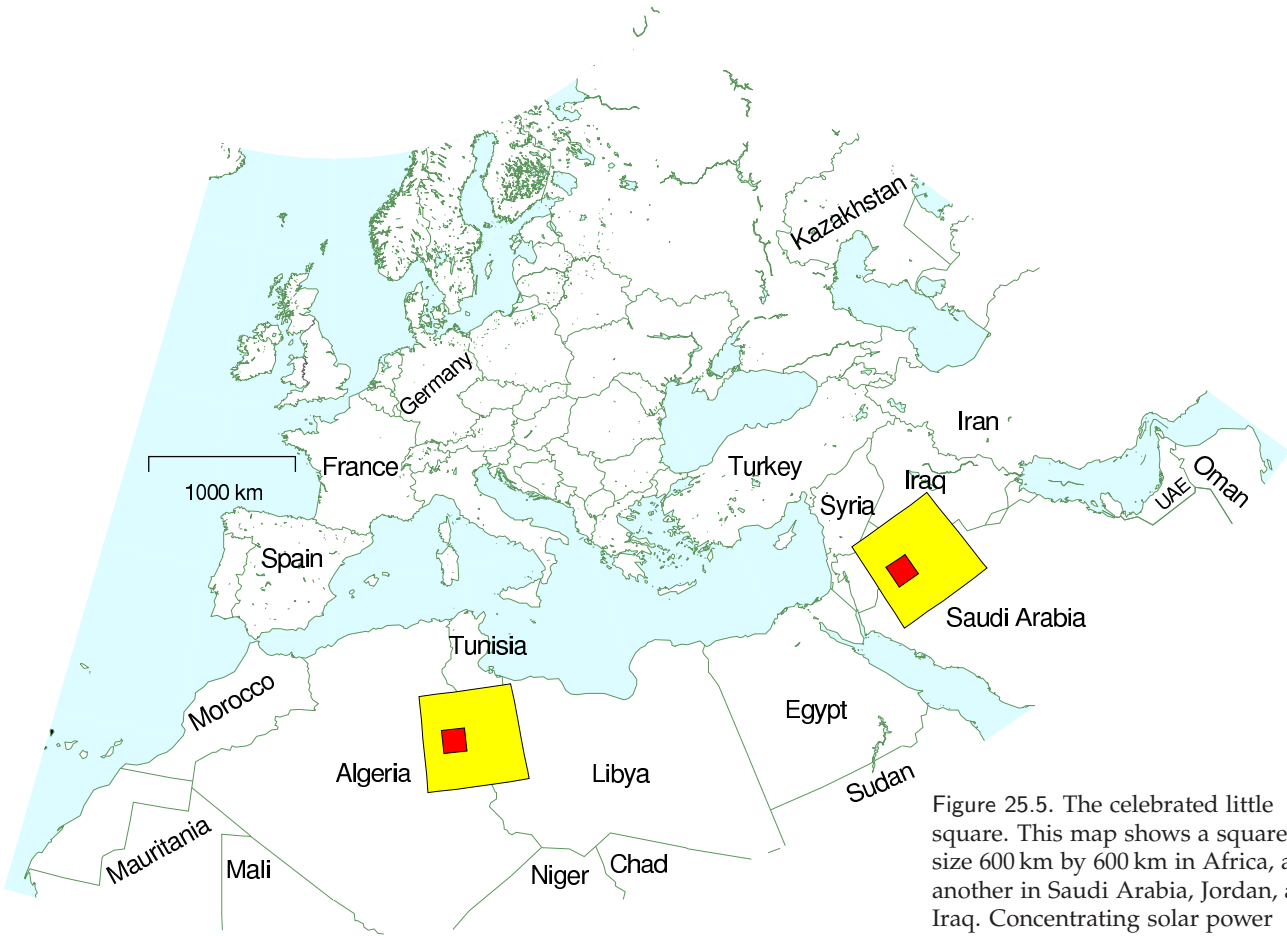 Kazakhstan
Germany
Iran
France
Turkey
Iraq
Oman
UAE
1000 km
Syria
Spain
Saudi Arabia
Tunisia
Morocco
Egypt
Algeria
Libya
Sudan
Mauritania
Mali
Niger
Chad
Figure 25.5. The celebrated little
square. This map shows a square
size 600 km by 600 km in Africa, a
another in Saudi Arabia, Jordan, a
Iraq. Concentrating solar power